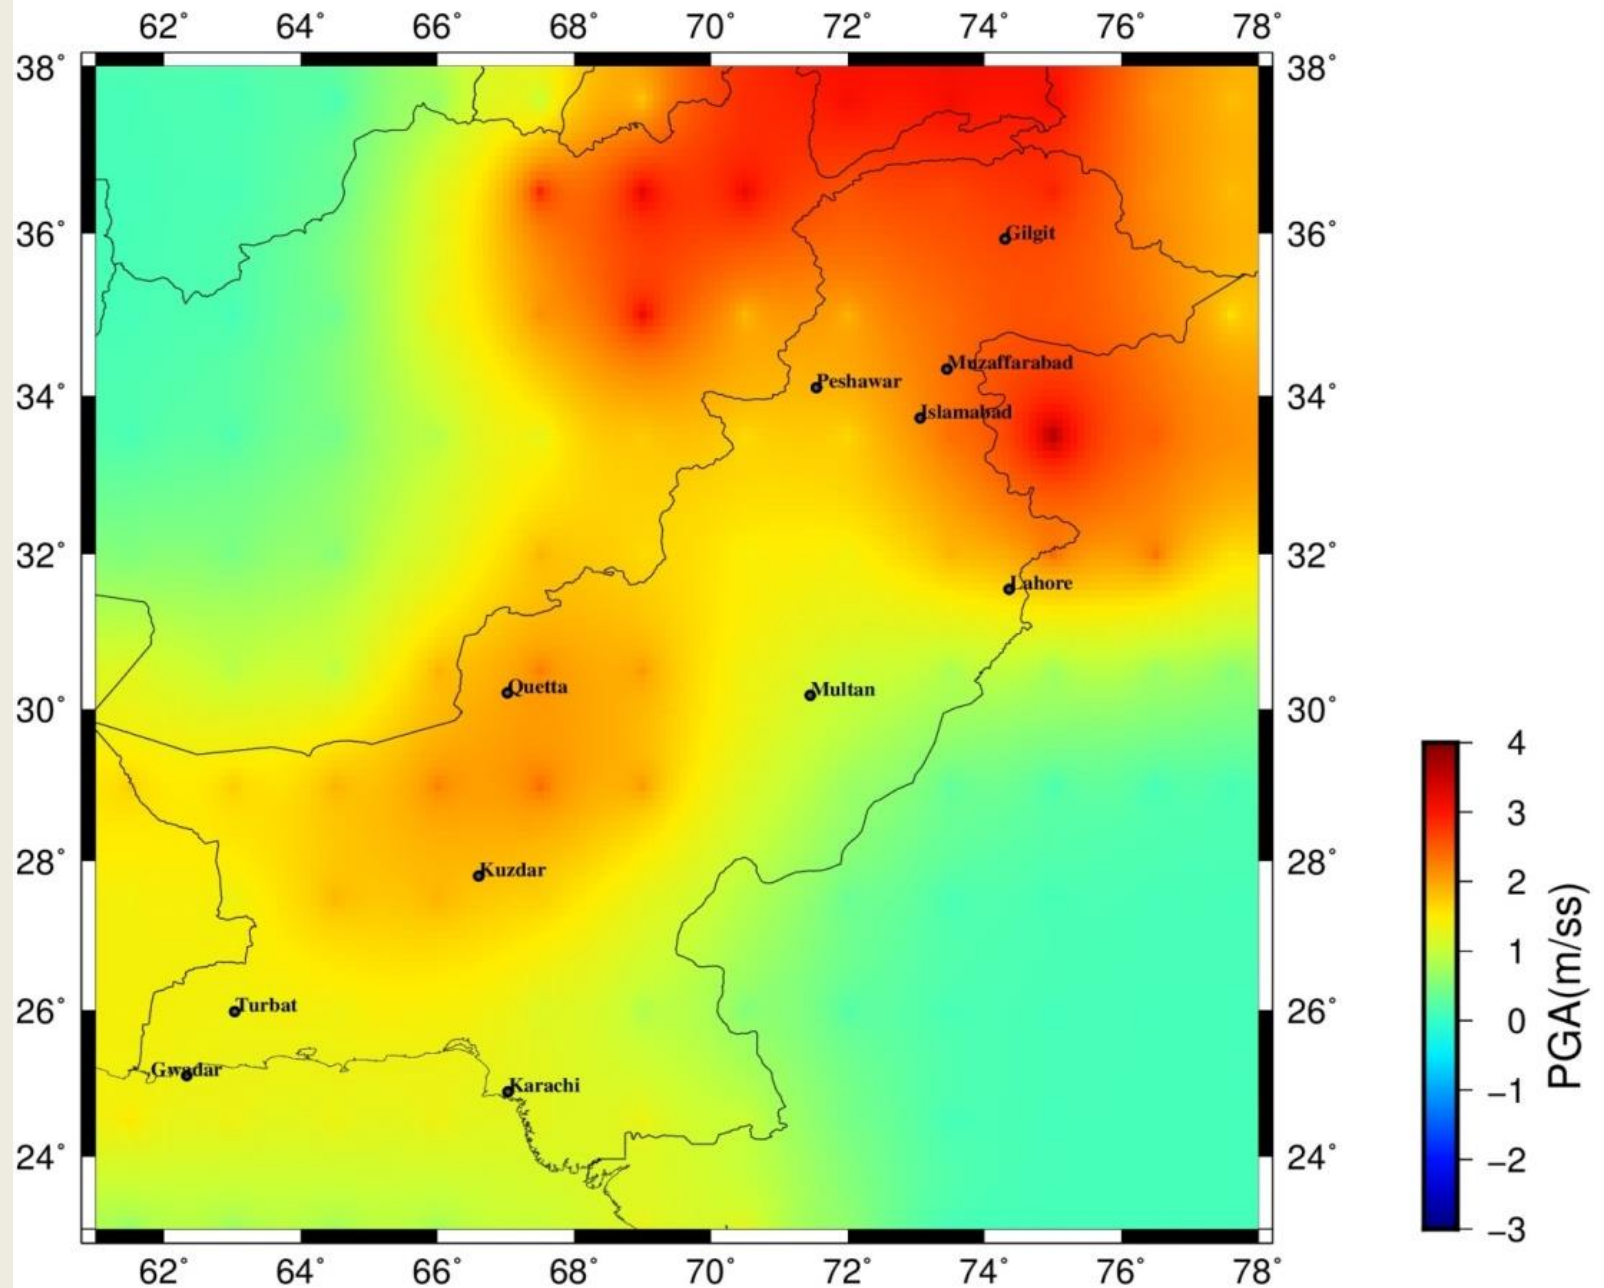 62° 64° 66° 68° 70° 72° 74° 76° 78°
38° 38°
36° Gilgit 36°
Muzaffarabad
34° Peshawar 34°
Islamabad
32° 32°
Lahore
30° Quetta Multan 30°
28° Kuzdar 28°
26° Turbat 26°
Gwadar Karachi
24° 24°
62° 64° 66° 68° 70° 72° 74° 76° 78°
4
3
2
1
0
−1
−2
−3
PGA(m/ss)